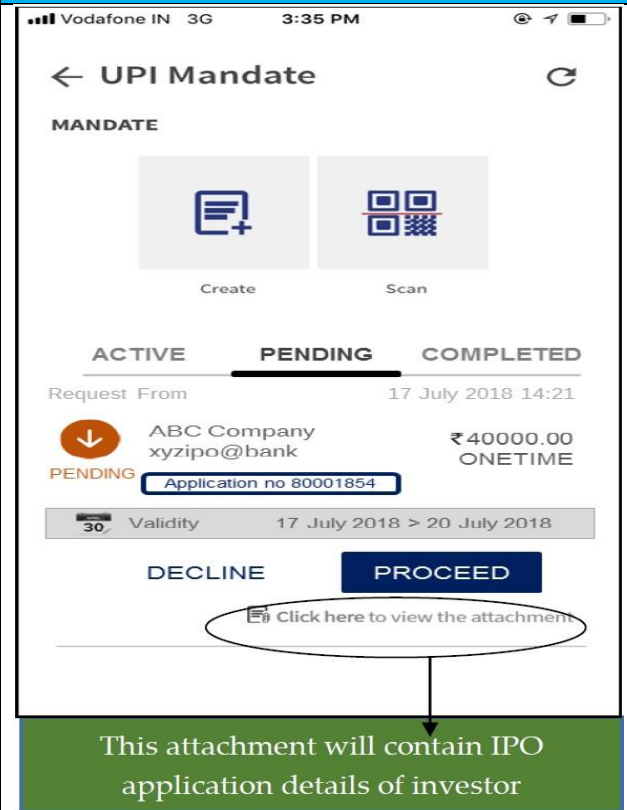 Vodafone IN 3G 3:35 PM
← UPI Mandate
MANDATE
Create Scan
ACTIVE PENDING COMPLETED
Request From 17 July 2018 14:21
ABC Company ₹40000.00
xyzipo@bank ONETIME
PENDING
Application no 80001854
30 Validity 17 July 2018 > 20 July 2018
DECLINE PROCEED
Click here to view the attachment
This attachment will contain IPO
application details of investor